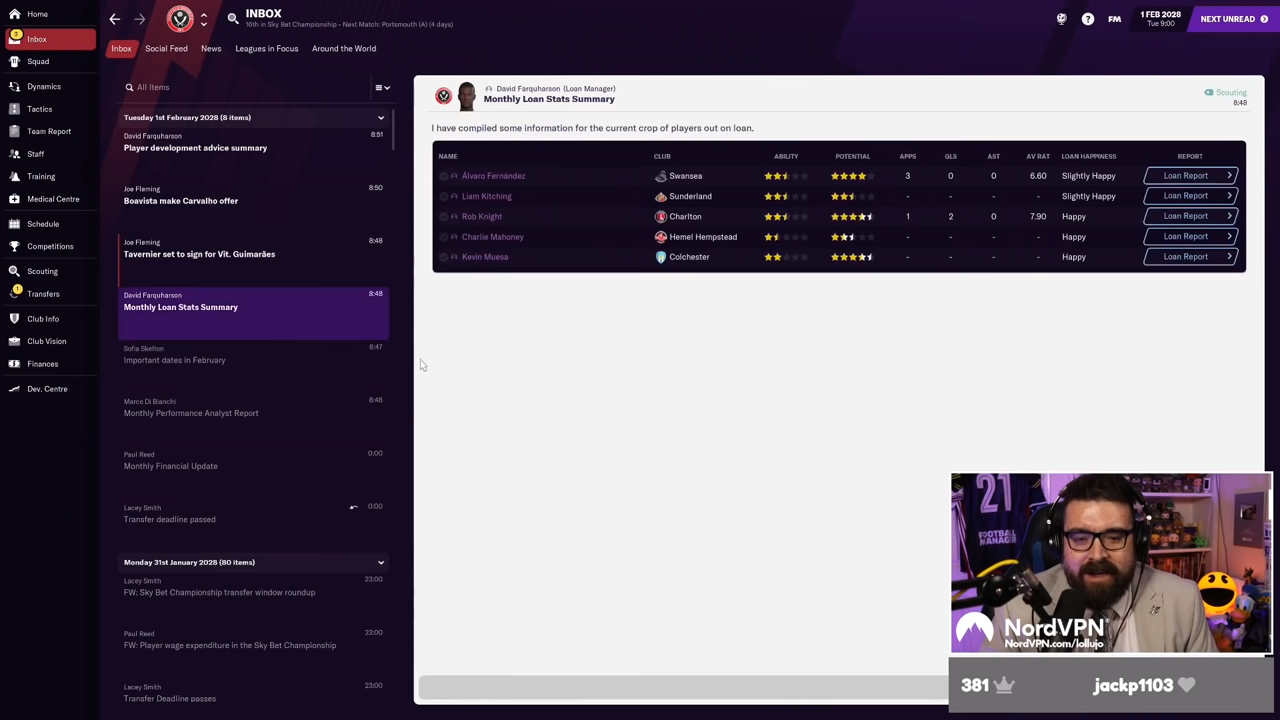 Home
Inbox
3
Squad
Dynamics
Tactics
Team Report
Staff
Training
Medical Centre
Schedule
Competitions
Scouting
Transfers
1
Club Info
Club Vision
Finances
Dev. Centre
INBOX
16th in Sky Bet Championship - Next Match: Portsmouth (A) (4 days)
FM
1 FEB 2028
Tue 9:00
NEXT UNREAD
Inbox Social Feed News Leagues in Focus Around the World
All Items
Tuesday 1st February 2028 (8 items)
David Farquharson 8:51
Player development advice summary
Joe Fleming 8:50
Boavista make Carvalho offer
Joe Fleming 8:48
Tavernier set to sign for Vit. Guimarães
David Farquharson 8:48
Monthly Loan Stats Summary
Sofia Skelton 8:47
Important dates in February
Marco Di Bianchi 8:46
Monthly Performance Analyst Report
Paul Reed 0:00
Monthly Financial Update
Lacey Smith 0:00
Transfer deadline passed
Monday 31st January 2028 (80 items)
Lacey Smith 23:00
FW: Sky Bet Championship transfer window roundup
Paul Reed 23:00
FW: Player wage expenditure in the Sky Bet Championship
Lacey Smith 23:00
Transfer Deadline passes
David Farquharson (Loan Manager)
Monthly Loan Stats Summary
Scouting
8:48
I have compiled some information for the current crop of players out on loan.
NAME CLUB ABILITY POTENTIAL APPS GLS AST AV RAT LOAN HAPPINESS REPORT
Álvaro Fernández Swansea 3 0 0 6.60 Slightly Happy Loan Report
Liam Kitching Sunderland - - - - Slightly Happy Loan Report
Rob Knight Charlton 1 2 0 7.90 Happy Loan Report
Charlie Mahoney Hemel Hempstead - - - - Happy Loan Report
Kevin Muesa Colchester - - - - Happy Loan Report
21
FOOTBALL
MANAGER
NordVPN®
NordVPN.com/lollujo
381 jackp1103